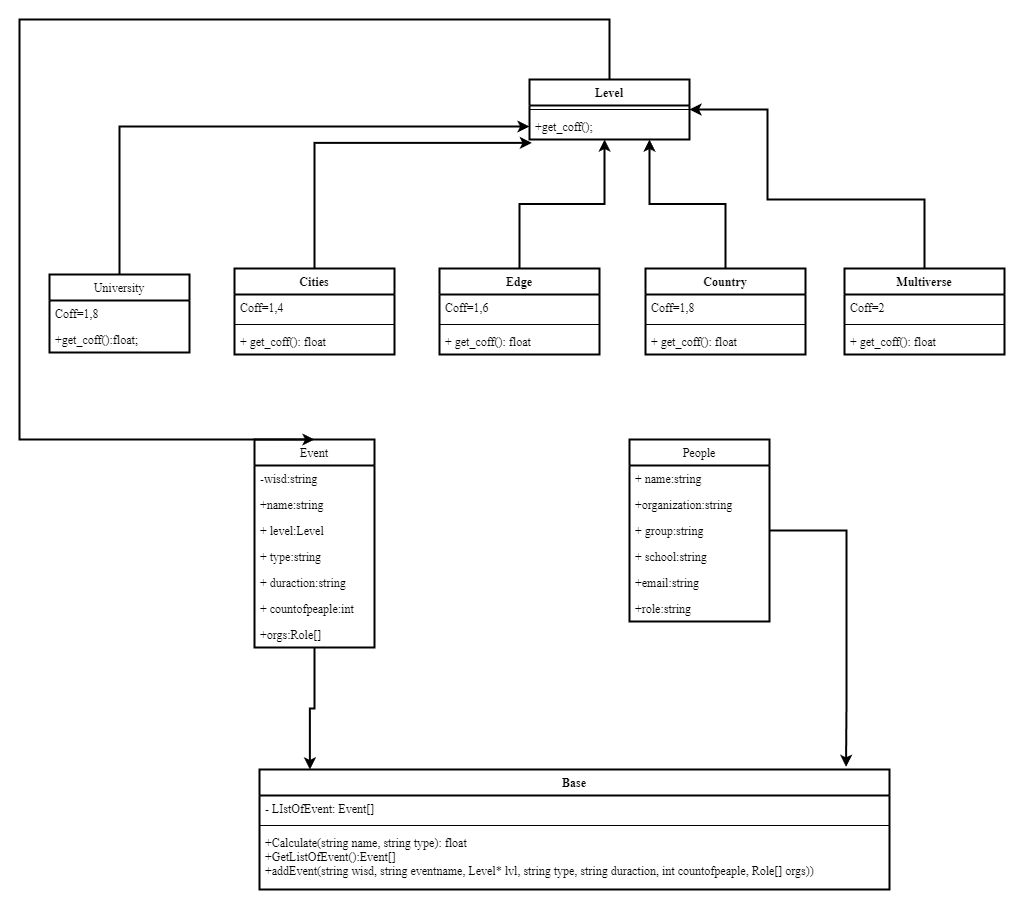 Level
+get_coff();
University
Coff=1,8
+get_coff():float;
Cities
Coff=1,4
+ get_coff(): float
Edge
Coff=1,6
+ get_coff(): float
Country
Coff=1,8
+ get_coff(): float
Multiverse
Coff=2
+ get_coff(): float
Event
-wisd:string
+name:string
+ level:Level
+ type:string
+ duraction:string
+ countofpeaple:int
+orgs:Role[]
People
+ name:string
+organization:string
+ group:string
+ school:string
+email:string
+role:string
Base
- LIstOfEvent: Event[]
+Calculate(string name, string type): float
+GetListOfEvent():Event[]
+addEvent(string wisd, string eventname, Level* lvl, string type, string duraction, int countofpeaple, Role[] orgs))